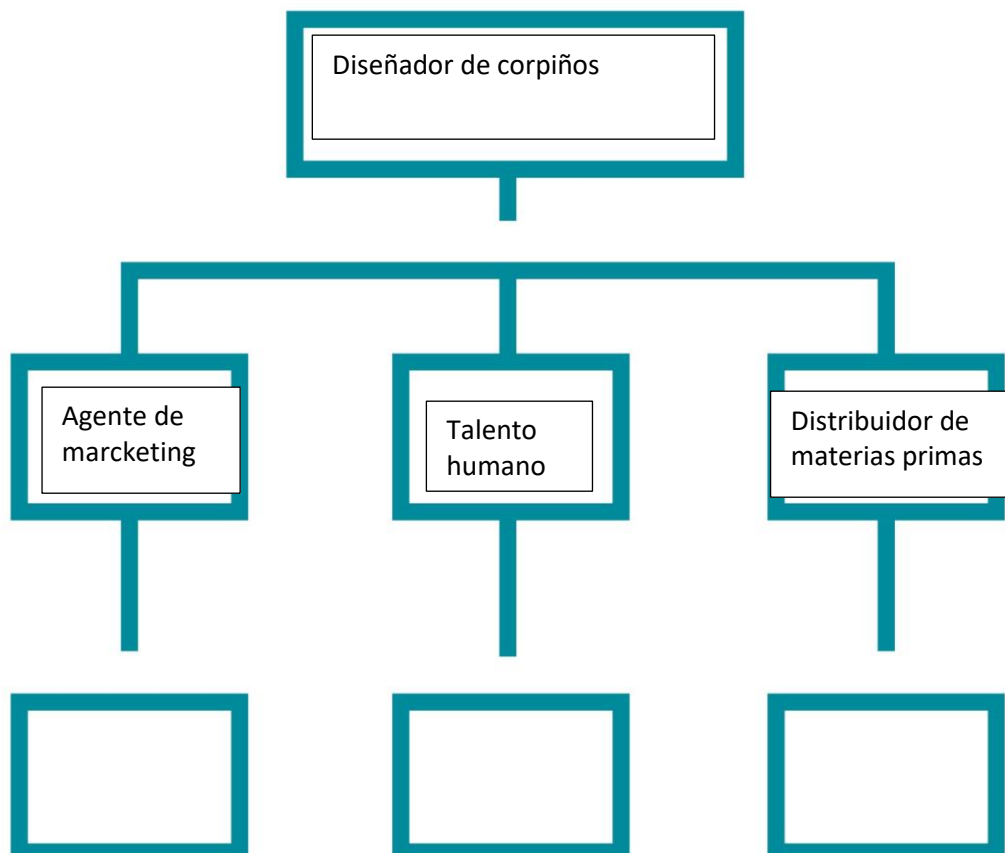 Diseñador de corpiños
Agente de
marcketing
Talento
humano
Distribuidor de
materias primas